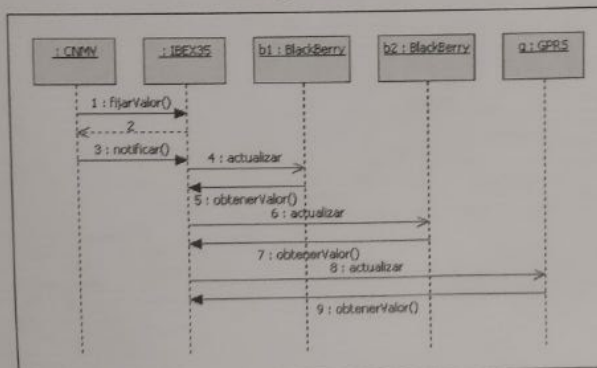 : CNMV
: IBEX35
b1 : BlackBerry
b2 : BlackBerry
g : GPRS
1 : fijarValor()
2
3 : notificar()
4 : actualizar
5 : obtenerValor()
6 : actualizar
7 : obtenerValor()
8 : actualizar
9 : obtenerValor()